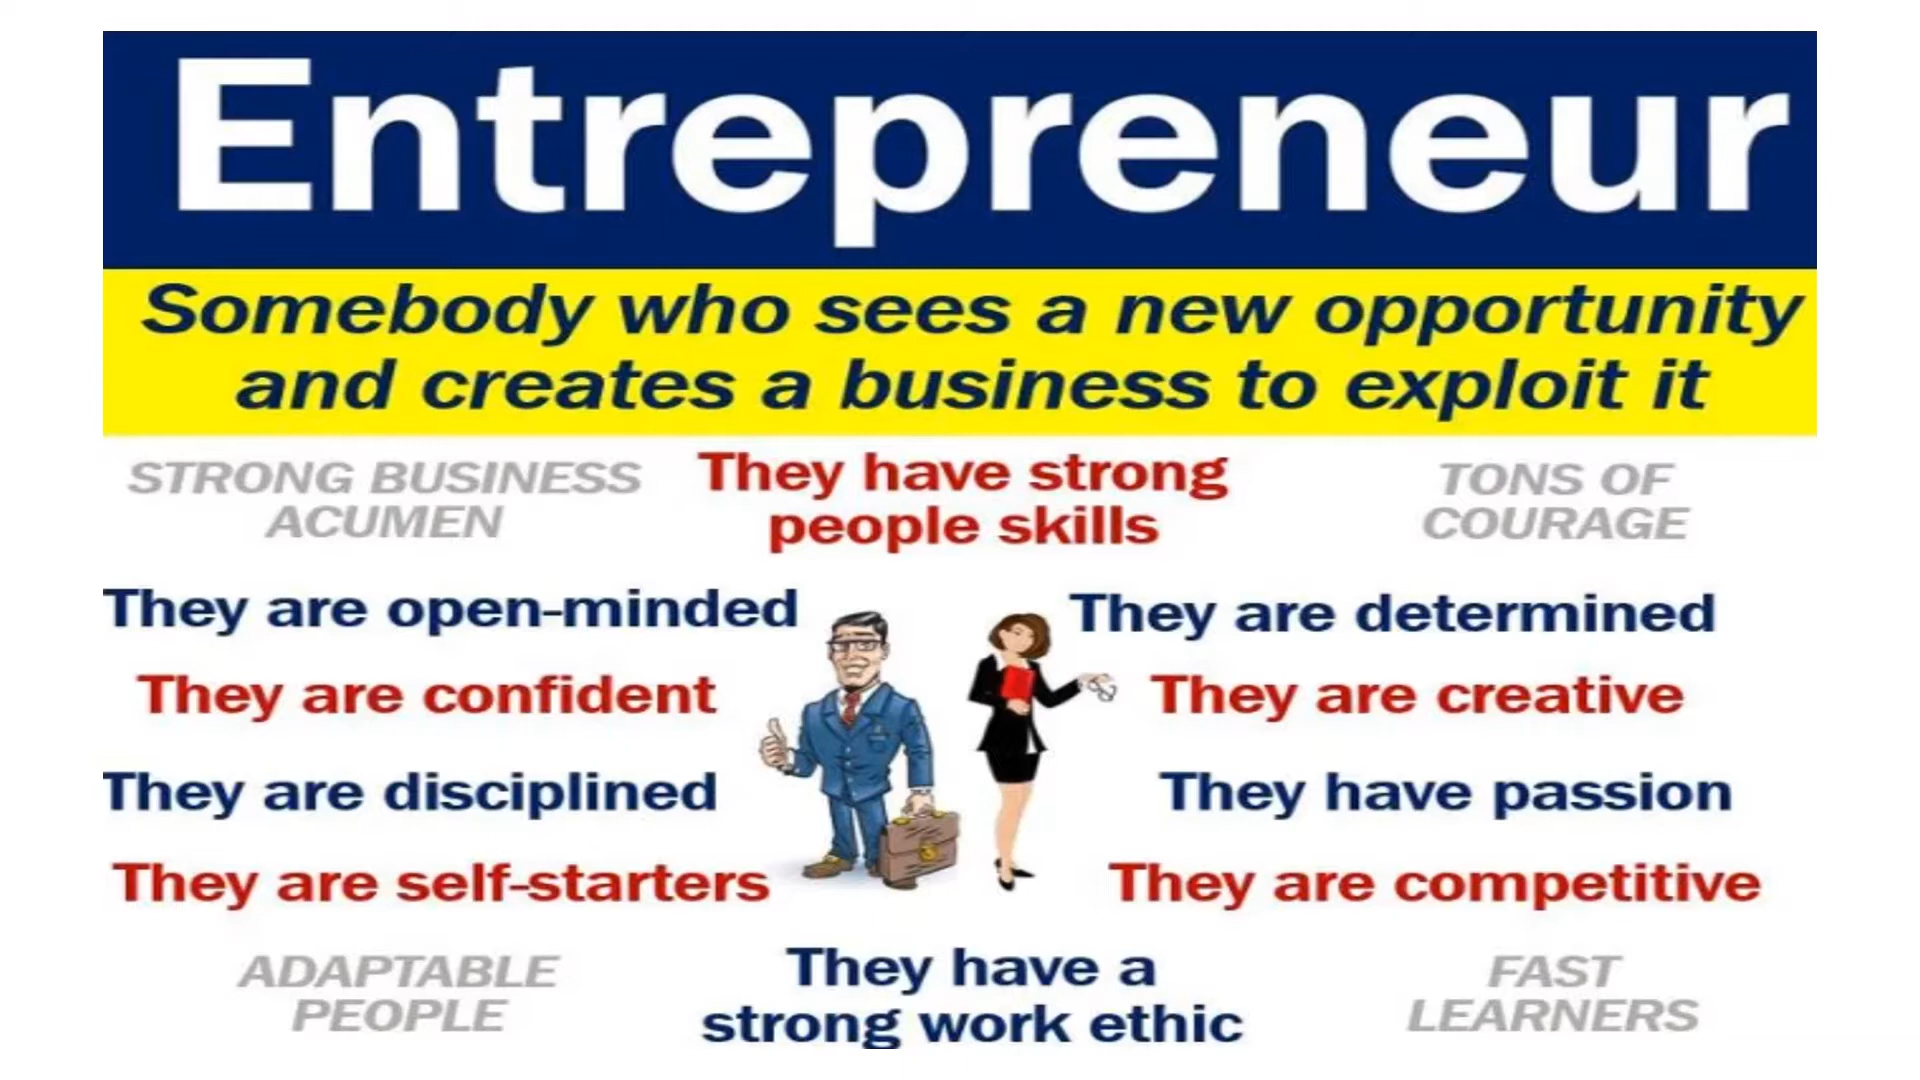 Entrepreneur
Somebody who sees a new opportunity
and creates a business to exploit it
STRONG BUSINESS
ACUMEN
They have strong
people skills
TONS OF
COURAGE
They are open-minded
They are determined
They are confident
They are creative
They are disciplined
They have passion
They are self-starters
They are competitive
ADAPTABLE
PEOPLE
They have a
strong work ethic
FAST
LEARNERS